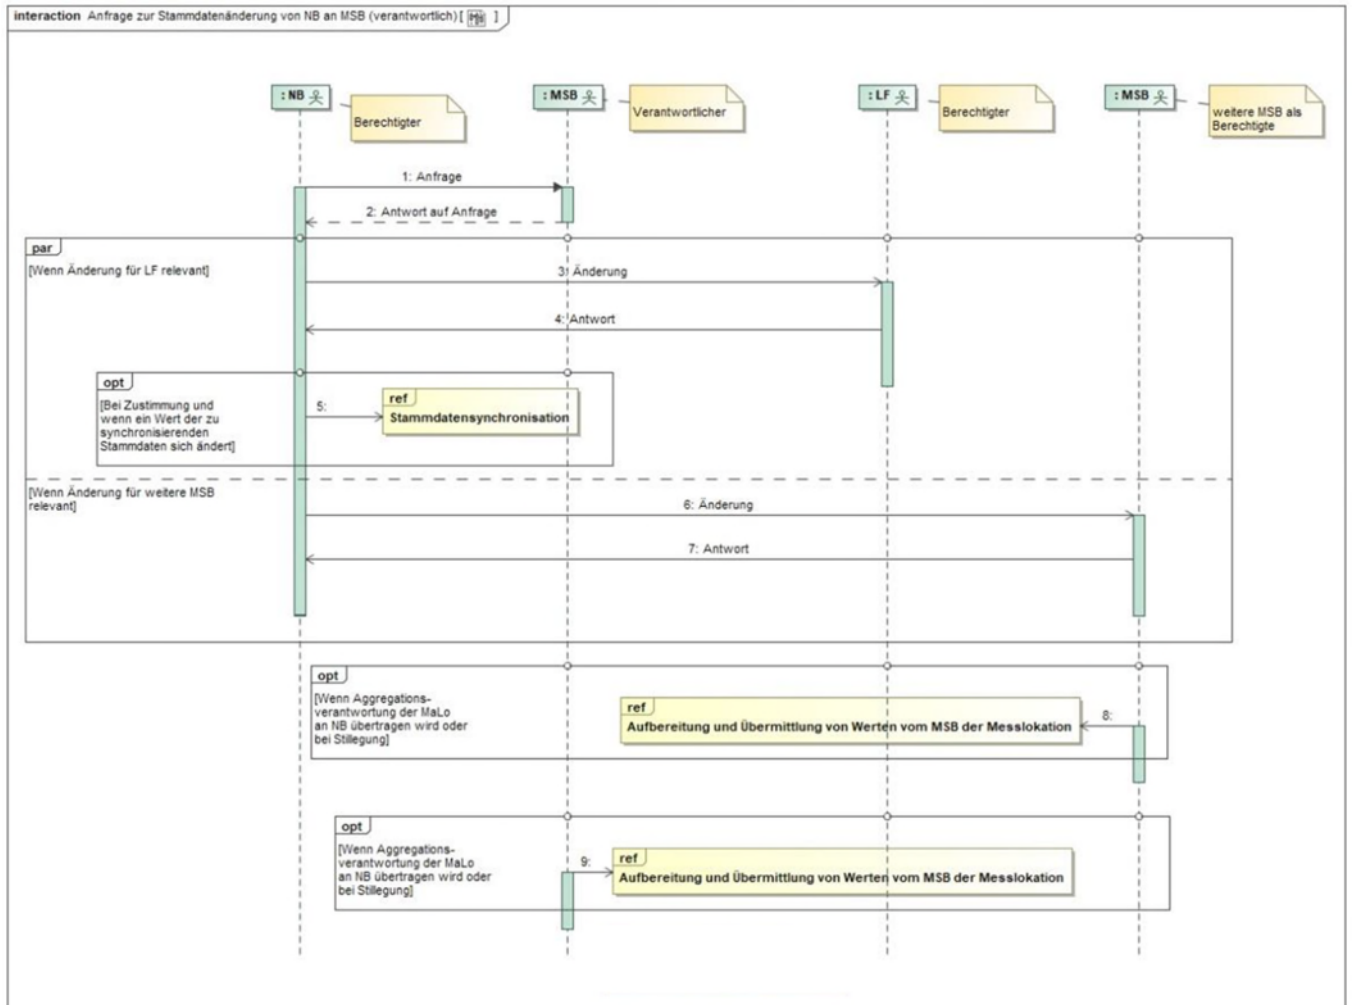 interaction Anfrage zur Stammdatenänderung von NB an MSB (verantwortlich) [ ]
: NB
Berechtigter
: MSB
Verantwortlicher
: LF
Berechtigter
: MSB
weitere MSB als
Berechtigte
1: Anfrage
2: Antwort auf Anfrage
par
[Wenn Änderung für LF relevant]
3: Änderung
4: Antwort
opt
[Bei Zustimmung und
wenn ein Wert der zu
synchronisierenden
Stammdaten sich ändert]
5:
ref
Stammdatensynchronisation
[Wenn Änderung für weitere MSB
relevant]
6: Änderung
7: Antwort
opt
[Wenn Aggregations-
verantwortung der MaLo
an NB übertragen wird oder
bei Stillegung]
ref
Aufbereitung und Übermittlung von Werten vom MSB der Messlokation
8:
opt
[Wenn Aggregations-
verantwortung der MaLo
an NB übertragen wird oder
bei Stillegung]
9:
ref
Aufbereitung und Übermittlung von Werten vom MSB der Messlokation